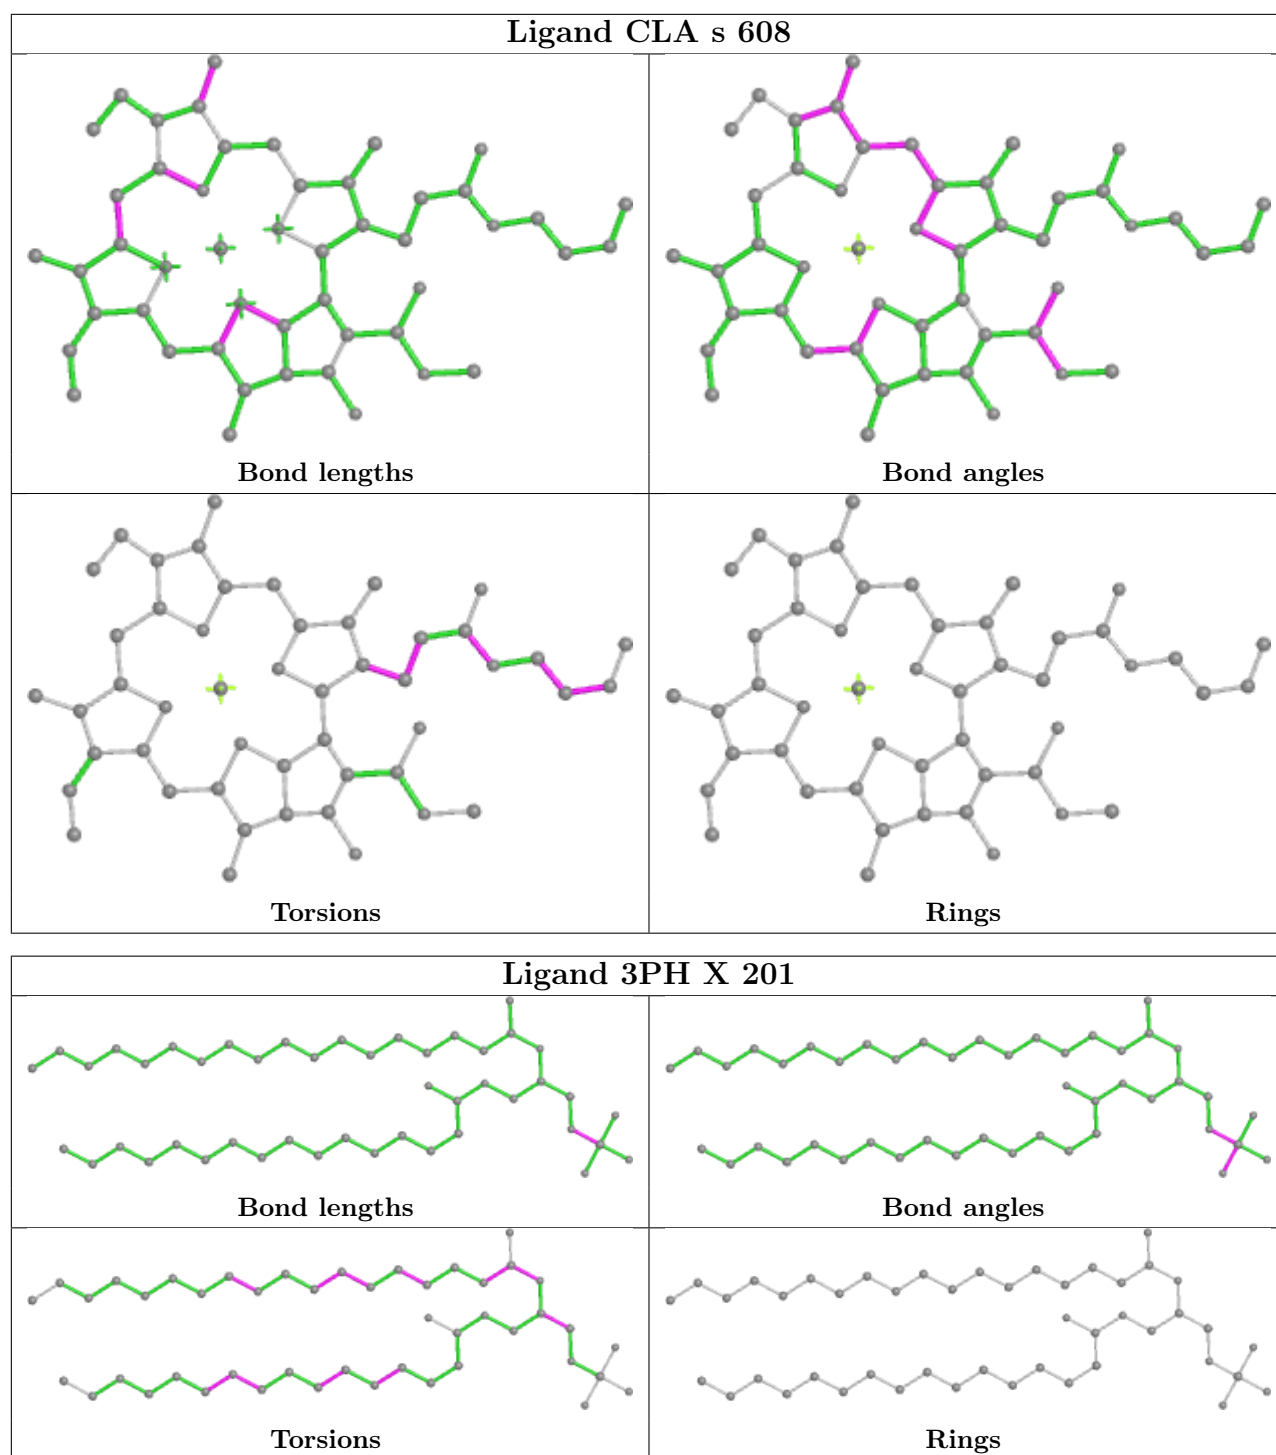 Ligand CLA s 608
Bond lengths
Bond angles
Torsions
Rings
Ligand 3PH X 201
Bond lengths
Bond angles
Torsions
Rings